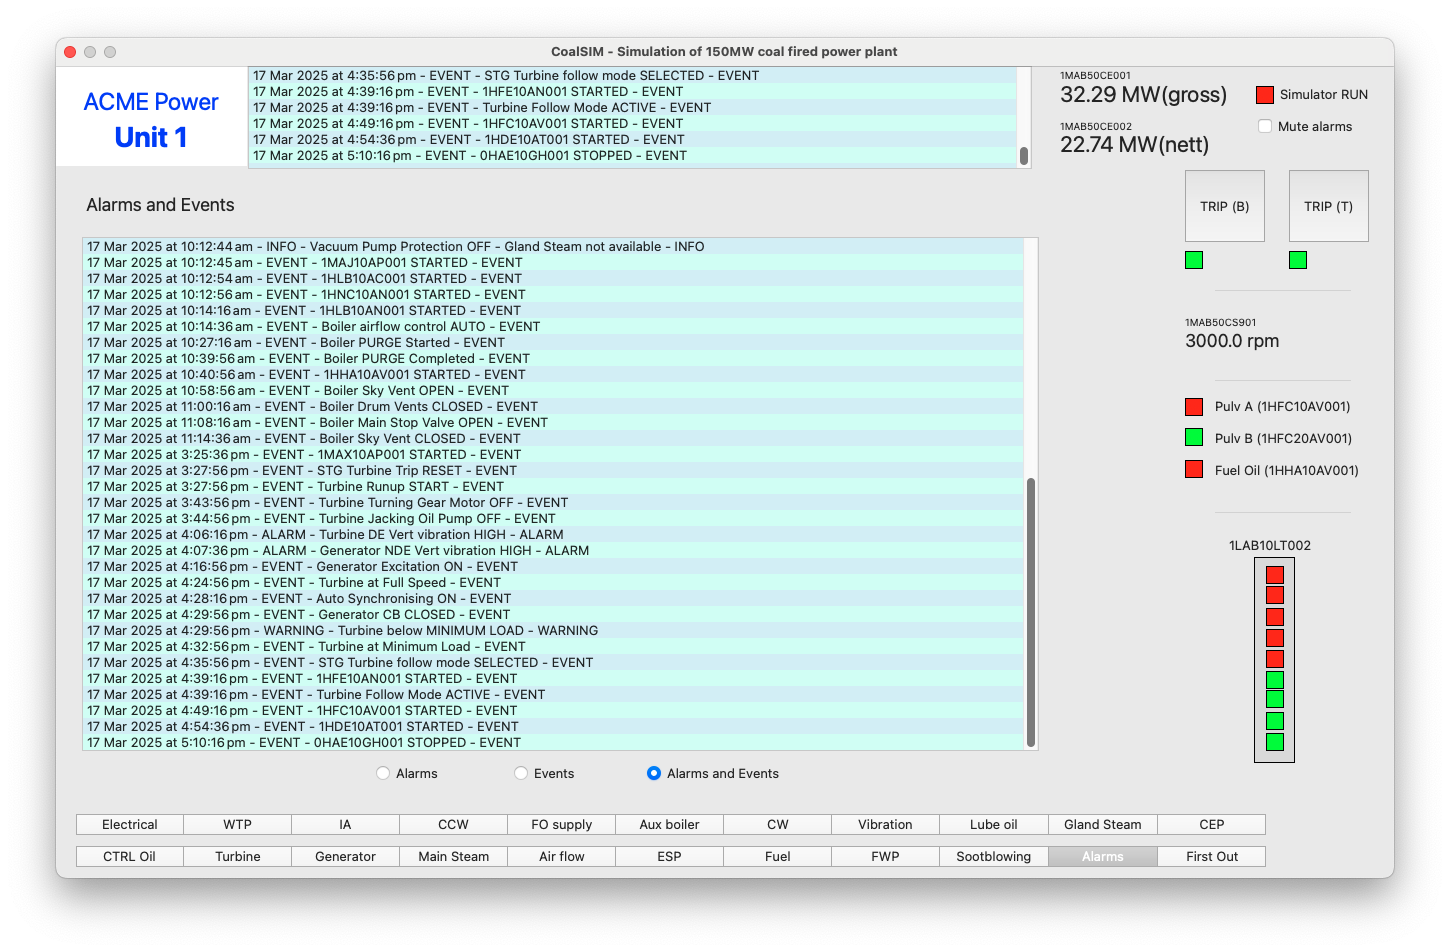 CoalSIM - Simulation of 150MW coal fired power plant
ACME Power
Unit 1
17 Mar 2025 at 4:35:56 pm - EVENT - STG Turbine follow mode SELECTED - EVENT
17 Mar 2025 at 4:39:16 pm - EVENT - 1HFE10AN001 STARTED - EVENT
17 Mar 2025 at 4:39:16 pm - EVENT - Turbine Follow Mode ACTIVE - EVENT
17 Mar 2025 at 4:49:16 pm - EVENT - 1HFC10AV001 STARTED - EVENT
17 Mar 2025 at 4:54:36 pm - EVENT - 1HDE10AT001 STARTED - EVENT
17 Mar 2025 at 5:10:16 pm - EVENT - 0HAE10GH001 STOPPED - EVENT
1MAB50CE001
32.29 MW(gross)
1MAB50CE002
22.74 MW(nett)
Simulator RUN
Mute alarms
Alarms and Events
17 Mar 2025 at 10:12:44 am - INFO - Vacuum Pump Protection OFF - Gland Steam not available - INFO
17 Mar 2025 at 10:12:45 am - EVENT - 1MAJ10AP001 STARTED - EVENT
17 Mar 2025 at 10:12:54 am - EVENT - 1HLB10AC001 STARTED - EVENT
17 Mar 2025 at 10:12:56 am - EVENT - 1HNC10AN001 STARTED - EVENT
17 Mar 2025 at 10:14:16 am - EVENT - 1HLB10AN001 STARTED - EVENT
17 Mar 2025 at 10:14:36 am - EVENT - Boiler airflow control AUTO - EVENT
17 Mar 2025 at 10:27:16 am - EVENT - Boiler PURGE Started - EVENT
17 Mar 2025 at 10:39:56 am - EVENT - Boiler PURGE Completed - EVENT
17 Mar 2025 at 10:40:56 am - EVENT - 1HHA10AV001 STARTED - EVENT
17 Mar 2025 at 10:58:56 am - EVENT - Boiler Sky Vent OPEN - EVENT
17 Mar 2025 at 11:00:16 am - EVENT - Boiler Drum Vents CLOSED - EVENT
17 Mar 2025 at 11:08:16 am - EVENT - Boiler Main Stop Valve OPEN - EVENT
17 Mar 2025 at 11:14:36 am - EVENT - Boiler Sky Vent CLOSED - EVENT
17 Mar 2025 at 3:25:36 pm - EVENT - 1MAX10AP001 STARTED - EVENT
17 Mar 2025 at 3:27:56 pm - EVENT - STG Turbine Trip RESET - EVENT
17 Mar 2025 at 3:27:56 pm - EVENT - Turbine Runup START - EVENT
17 Mar 2025 at 3:43:56 pm - EVENT - Turbine Turning Gear Motor OFF - EVENT
17 Mar 2025 at 3:44:56 pm - EVENT - Turbine Jacking Oil Pump OFF - EVENT
17 Mar 2025 at 4:06:16 pm - ALARM - Turbine DE Vert vibration HIGH - ALARM
17 Mar 2025 at 4:07:36 pm - ALARM - Generator NDE Vert vibration HIGH - ALARM
17 Mar 2025 at 4:16:56 pm - EVENT - Generator Excitation ON - EVENT
17 Mar 2025 at 4:24:56 pm - EVENT - Turbine at Full Speed - EVENT
17 Mar 2025 at 4:28:16 pm - EVENT - Auto Synchronising ON - EVENT
17 Mar 2025 at 4:29:56 pm - EVENT - Generator CB CLOSED - EVENT
17 Mar 2025 at 4:29:56 pm - WARNING - Turbine below MINIMUM LOAD - WARNING
17 Mar 2025 at 4:32:56 pm - EVENT - Turbine at Minimum Load - EVENT
17 Mar 2025 at 4:35:56 pm - EVENT - STG Turbine follow mode SELECTED - EVENT
17 Mar 2025 at 4:39:16 pm - EVENT - 1HFE10AN001 STARTED - EVENT
17 Mar 2025 at 4:39:16 pm - EVENT - Turbine Follow Mode ACTIVE - EVENT
17 Mar 2025 at 4:49:16 pm - EVENT - 1HFC10AV001 STARTED - EVENT
17 Mar 2025 at 4:54:36 pm - EVENT - 1HDE10AT001 STARTED - EVENT
17 Mar 2025 at 5:10:16 pm - EVENT - 0HAE10GH001 STOPPED - EVENT
Alarms Events Alarms and Events
TRIP (B) TRIP (T)
1MAB50CS901
3000.0 rpm
Pulv A (1HFC10AV001)
Pulv B (1HFC20AV001)
Fuel Oil (1HHA10AV001)
1LAB10LT002
Electrical WTP IA CCW FO supply Aux boiler CW Vibration Lube oil Gland Steam CEP
CTRL Oil Turbine Generator Main Steam Air flow ESP Fuel FWP Sootblowing Alarms First Out